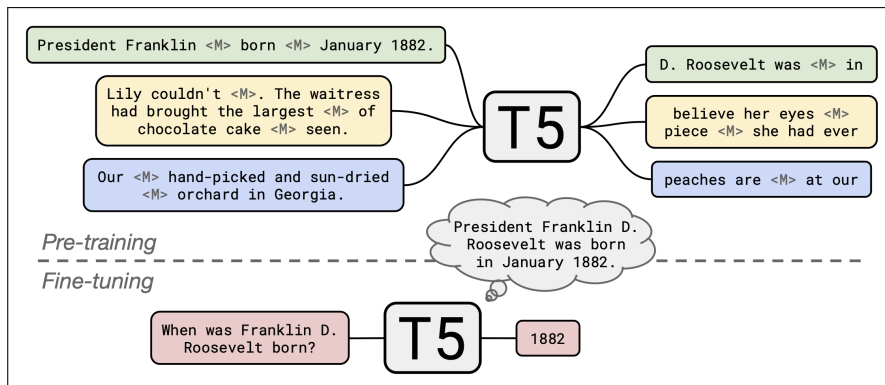 President Franklin <M> born <M> January 1882.
Lily couldn't <M>. The waitress
had brought the largest <M> of
chocolate cake <M> seen.
Our <M> hand-picked and sun-dried
<M> orchard in Georgia.
T5
D. Roosevelt was <M> in
believe her eyes <M>
piece <M> she had ever
peaches are <M> at our
Pre-training
President Franklin D.
Roosevelt was born
in January 1882.
Fine-tuning
When was Franklin D.
Roosevelt born?
T5
1882